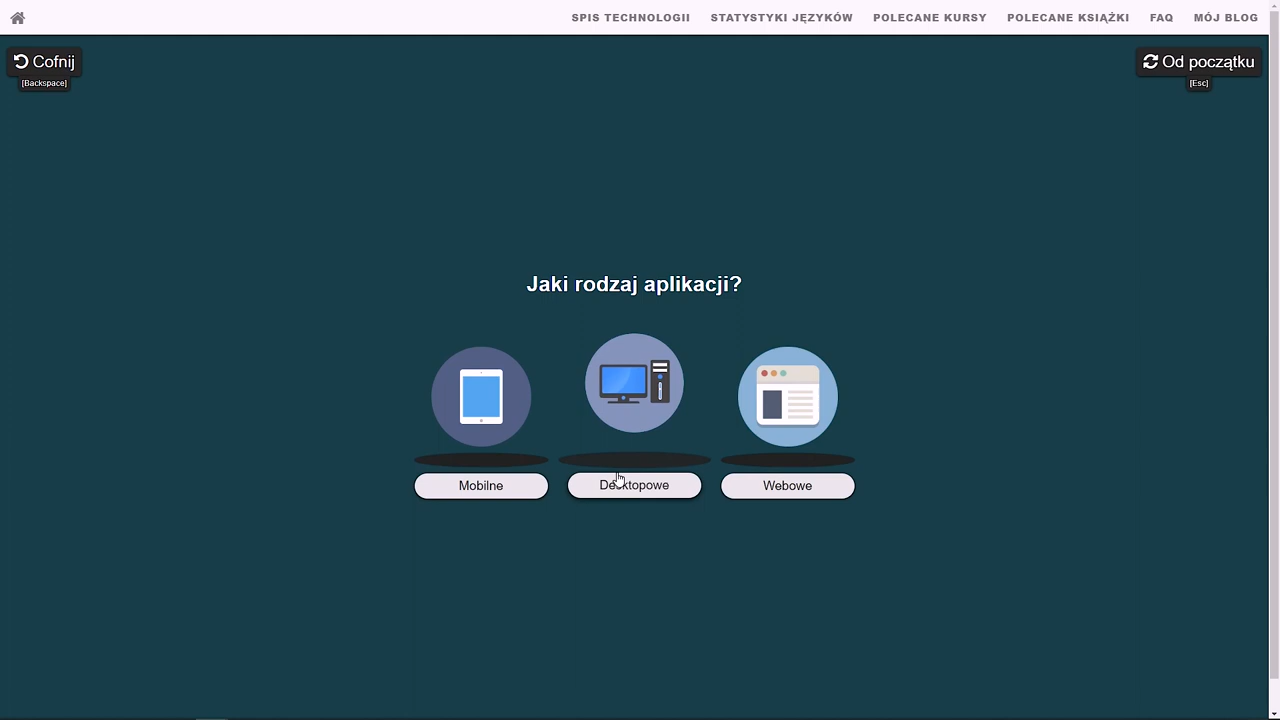 SPIS TECHNOLOGII STATYSTYKI JĘZYKÓW POLECANE KURSY POLECANE KSIĄŻKI FAQ MÓJ BLOG
Cofnij
[Backspace]
Od początku
[Esc]
Jaki rodzaj aplikacji?
Mobilne
Desktopowe
Webowe